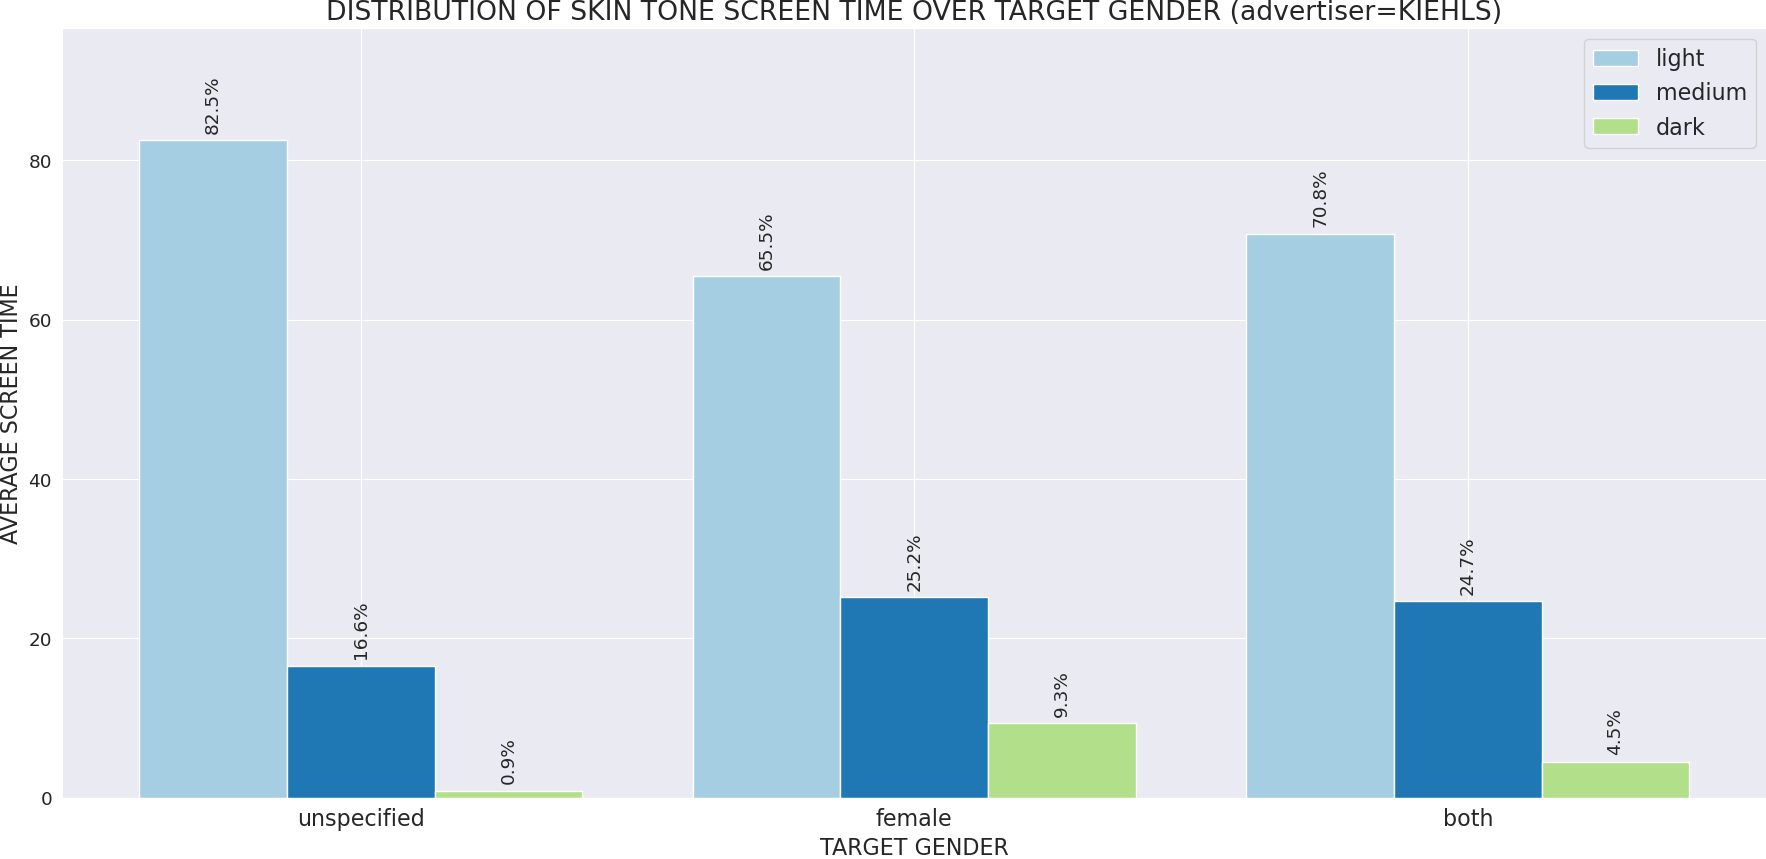 DISTRIBUTION OF SKIN TONE SCREEN TIME OVER TARGET GENDER (advertiser=KIEHLS)
light
medium
dark
AVERAGE SCREEN TIME
80
60
40
20
0
82.5%
16.6%
0.9%
65.5%
25.2%
9.3%
70.8%
24.7%
4.5%
unspecified
female
both
TARGET GENDER